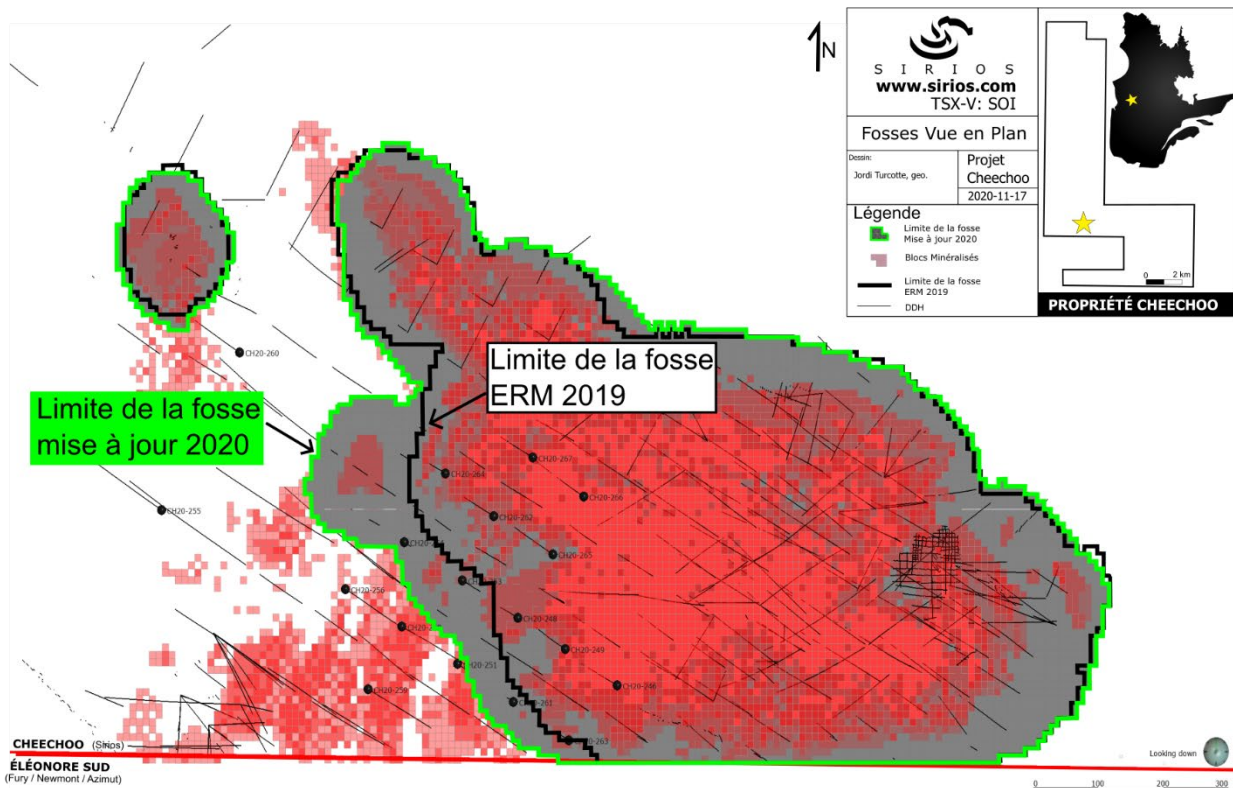 N
S I R I O S
www.sirios.com
TSX-V: SOI
Fosses Vue en Plan
Dessin:
Jordi Turcotte, geo.
Projet
Cheechoo
2020-11-17
Légende
Limite de la fosse
Mise à jour 2020
Blocs Minéralisés
Limite de la fosse
ERM 2019
DDH
0 2 km
PROPRIÉTÉ CHEECHOO
CH20-260
Limite de la fosse
ERM 2019
Limite de la fosse
mise à jour 2020
CH20-267
CH20-264
CH20-266
CH20-255
CH20-262
CH20-265
CH20-256
CH20-248
CH20-249
CH20-251
CH20-246
CH20-259
CHEECHOO (Sirios)
ÉLÉONORE SUD
(Fury / Newmont / Azimut)
Looking down
0 100 200 300